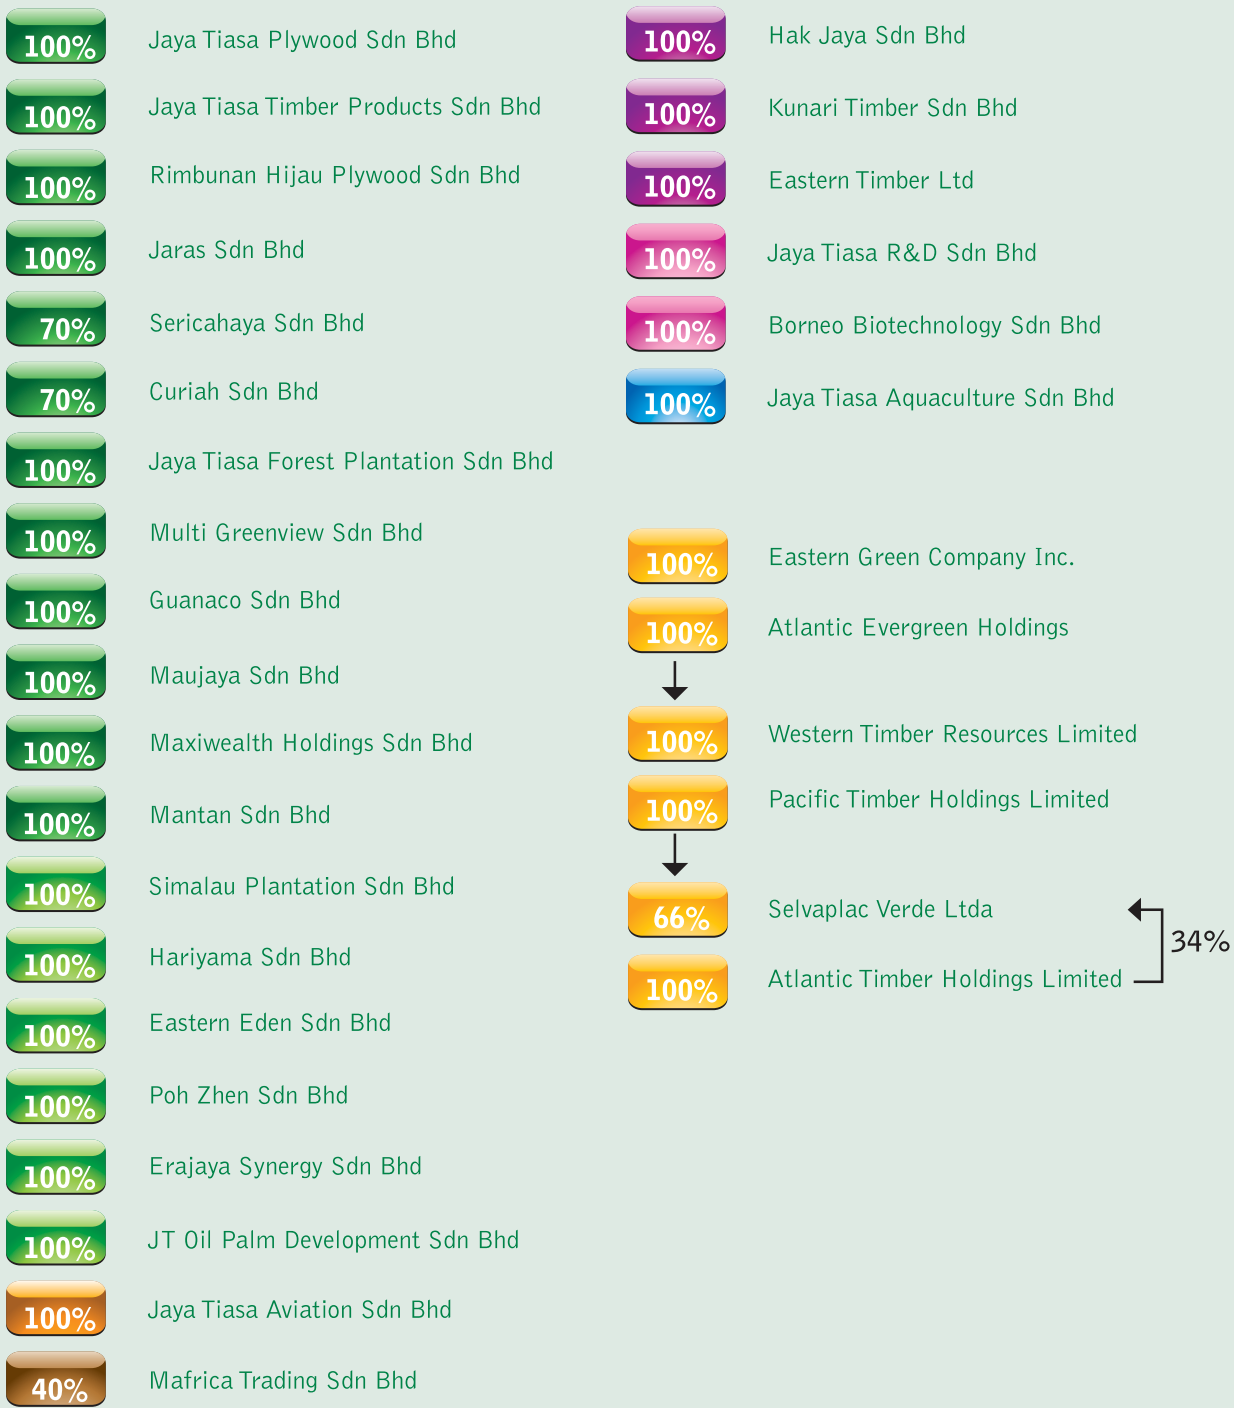 100% Jaya Tiasa Plywood Sdn Bhd
100% Jaya Tiasa Timber Products Sdn Bhd
100% Rimbunan Hijau Plywood Sdn Bhd
100% Jaras Sdn Bhd
70% Sericahaya Sdn Bhd
70% Curiah Sdn Bhd
100% Jaya Tiasa Forest Plantation Sdn Bhd
100% Multi Greenview Sdn Bhd
100% Guanaco Sdn Bhd
100% Maujaya Sdn Bhd
100% Maxiwealth Holdings Sdn Bhd
100% Mantan Sdn Bhd
100% Simalau Plantation Sdn Bhd
100% Hariyama Sdn Bhd
100% Eastern Eden Sdn Bhd
100% Poh Zhen Sdn Bhd
100% Erajaya Synergy Sdn Bhd
100% JT Oil Palm Development Sdn Bhd
100% Jaya Tiasa Aviation Sdn Bhd
40% Mafrica Trading Sdn Bhd
100% Hak Jaya Sdn Bhd
100% Kunari Timber Sdn Bhd
100% Eastern Timber Ltd
100% Jaya Tiasa R&D Sdn Bhd
100% Borneo Biotechnology Sdn Bhd
100% Jaya Tiasa Aquaculture Sdn Bhd
100% Eastern Green Company Inc.
100% Atlantic Evergreen Holdings
100% Western Timber Resources Limited
100% Pacific Timber Holdings Limited
66% Selvaplac Verde Ltda
34%
100% Atlantic Timber Holdings Limited